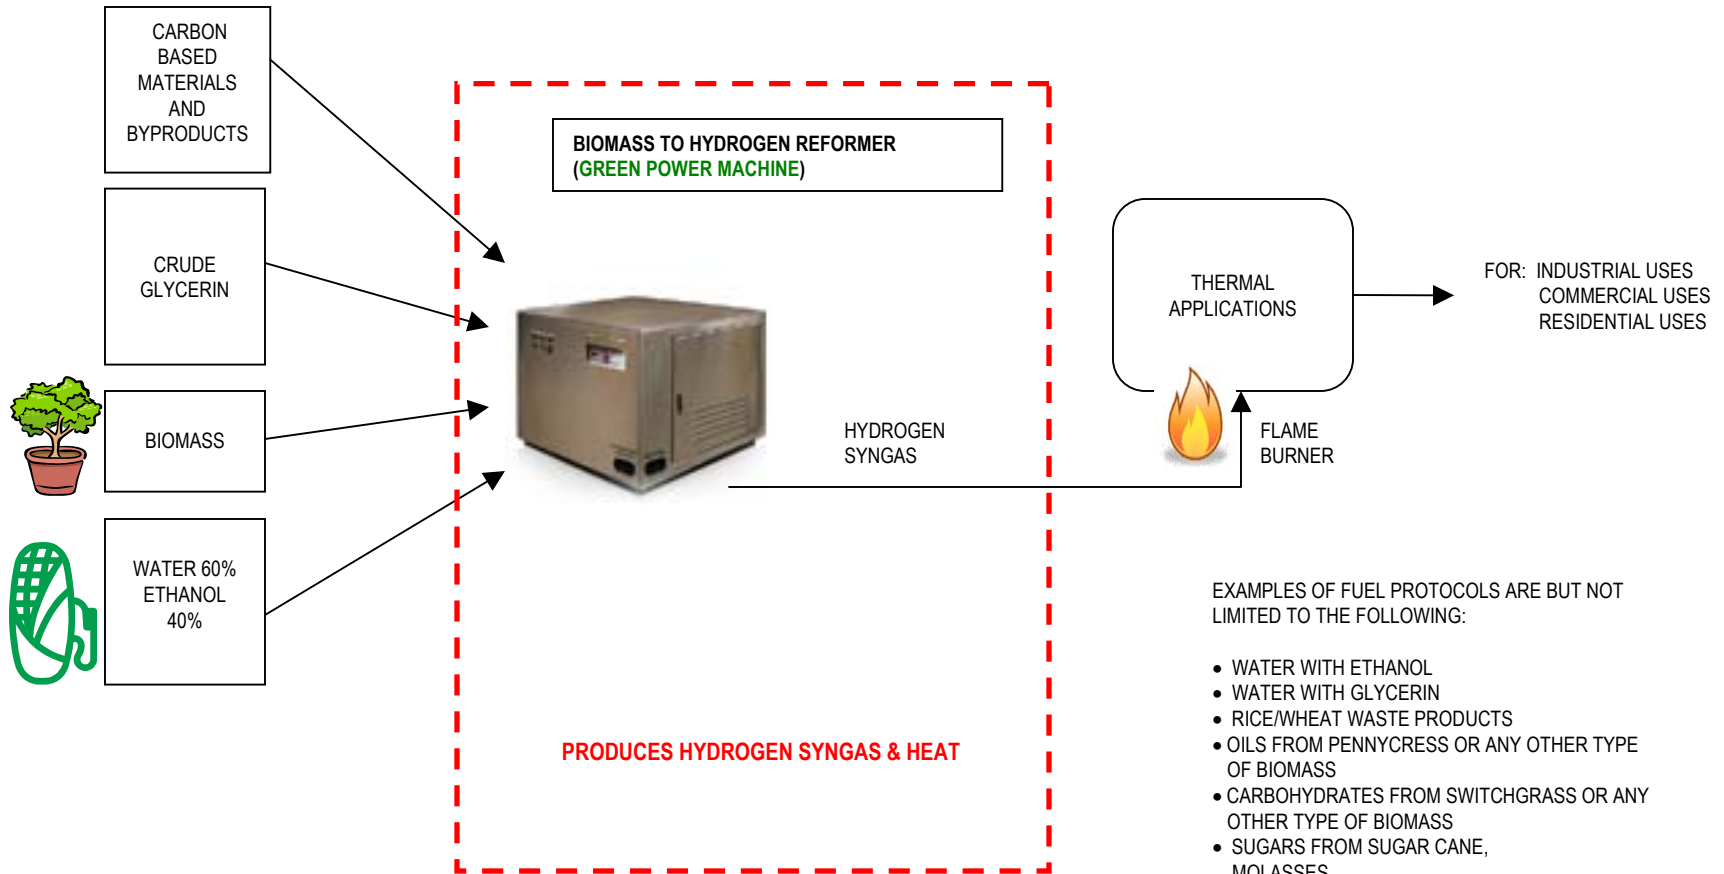 CARBON
BASED
MATERIALS
AND
BYPRODUCTS
BIOMASS TO HYDROGEN REFORMER
(GREEN POWER MACHINE)
CRUDE
GLYCERIN
THERMAL
APPLICATIONS
FOR: INDUSTRIAL USES
COMMERCIAL USES
RESIDENTIAL USES
BIOMASS
HYDROGEN
SYNGAS
FLAME
BURNER
WATER 60%
ETHANOL
40%
PRODUCES HYDROGEN SYNGAS & HEAT
EXAMPLES OF FUEL PROTOCOLS ARE BUT NOT
LIMITED TO THE FOLLOWING:
• WATER WITH ETHANOL
• WATER WITH GLYCERIN
• RICE/WHEAT WASTE PRODUCTS
• OILS FROM PENNYCRESS OR ANY OTHER TYPE
OF BIOMASS
• CARBOHYDRATES FROM SWITCHGRASS OR ANY
OTHER TYPE OF BIOMASS
• SUGARS FROM SUGAR CANE,
MOLASSES